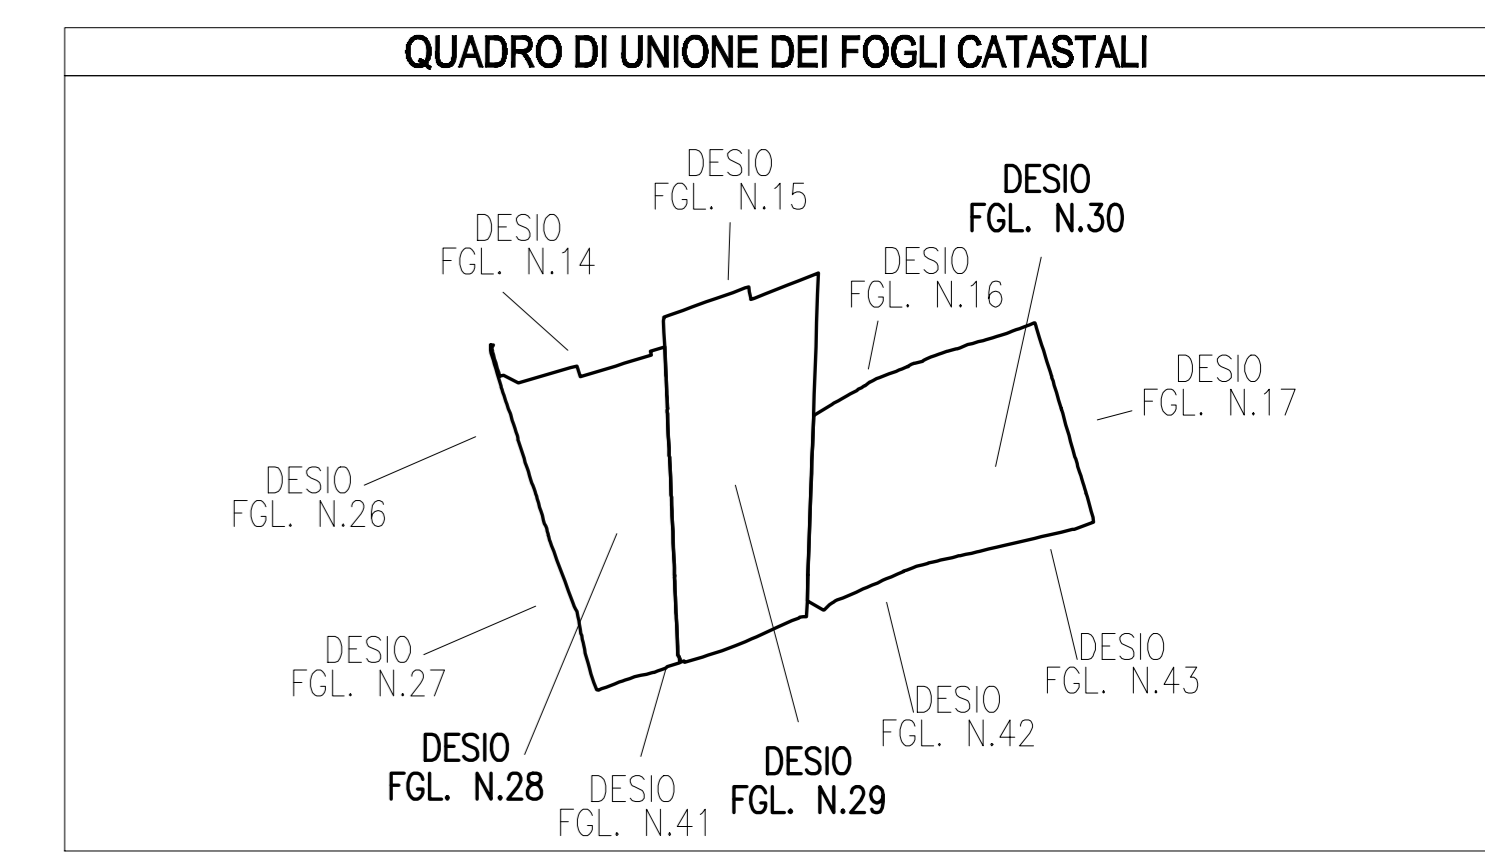 QUADRO DI UNIONE DEI FOGLI CATASTALI
DESIO
FGL. N.15
DESIO
FGL. N.30
DESIO
FGL. N.14
DESIO
FGL. N.16
DESIO
FGL. N.17
DESIO
FGL. N.26
DESIO
FGL. N.27
DESIO
FGL. N.43
DESIO
FGL. N.42
DESIO
FGL. N.28
DESIO
FGL. N.29
DESIO
FGL. N.41